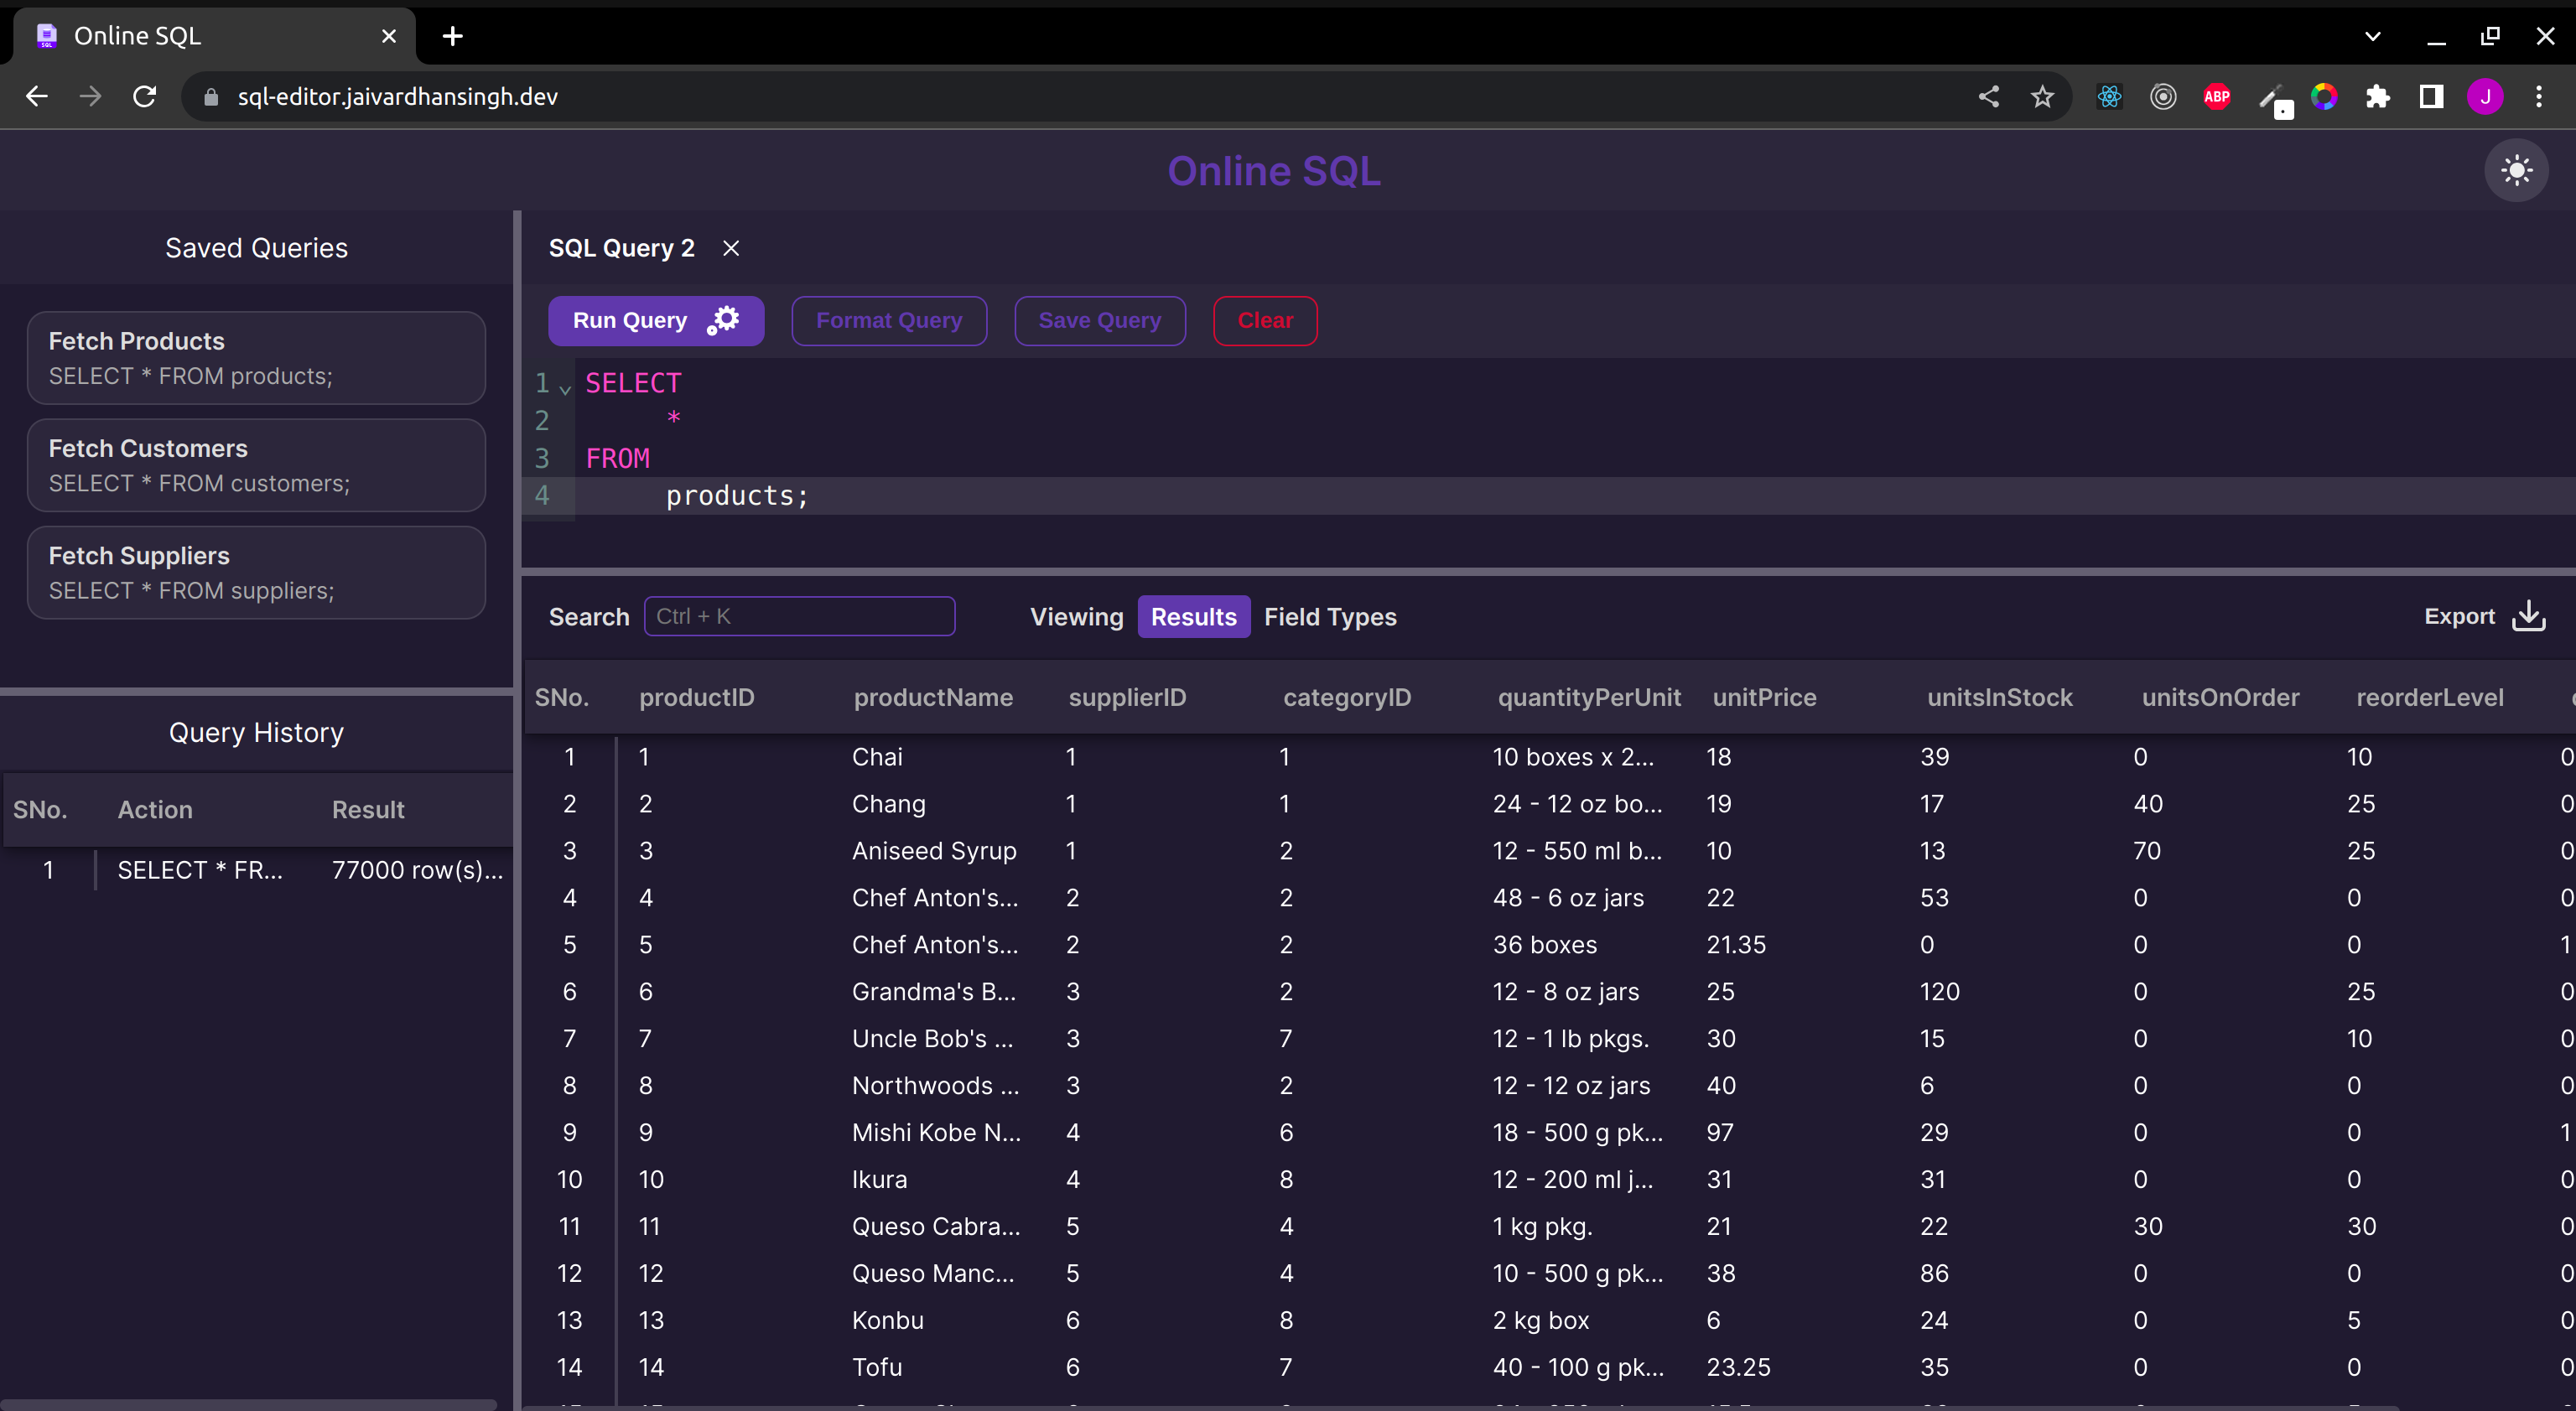 Online SQL
sql-editor.jaivardhansingh.dev
ABP
J
Online SQL
Saved Queries
Fetch Products
SELECT * FROM products;
Fetch Customers
SELECT * FROM customers;
Fetch Suppliers
SELECT * FROM suppliers;
Query History
SNo. Action Result
1 SELECT * FR... 77000 row(s)...
SQL Query 2
Run Query Format Query Save Query Clear
1 SELECT
2 *
3 FROM
4 products;
Search Ctrl + K Viewing Results Field Types Export
SNo. productID productName supplierID categoryID quantityPerUnit unitPrice unitsInStock unitsOnOrder reorderLevel
1 1 Chai 1 1 10 boxes x 2... 18 39 0 10 0
2 2 Chang 1 1 24 - 12 oz bo... 19 17 40 25 0
3 3 Aniseed Syrup 1 2 12 - 550 ml b... 10 13 70 25 0
4 4 Chef Anton's... 2 2 48 - 6 oz jars 22 53 0 0 0
5 5 Chef Anton's... 2 2 36 boxes 21.35 0 0 0 1
6 6 Grandma's B... 3 2 12 - 8 oz jars 25 120 0 25 0
7 7 Uncle Bob's ... 3 7 12 - 1 lb pkgs. 30 15 0 10 0
8 8 Northwoods ... 3 2 12 - 12 oz jars 40 6 0 0 0
9 9 Mishi Kobe N... 4 6 18 - 500 g pk... 97 29 0 0 1
10 10 Ikura 4 8 12 - 200 ml j... 31 31 0 0 0
11 11 Queso Cabra... 5 4 1 kg pkg. 21 22 30 30 0
12 12 Queso Manc... 5 4 10 - 500 g pk... 38 86 0 0 0
13 13 Konbu 6 8 2 kg box 6 24 0 5 0
14 14 Tofu 6 7 40 - 100 g pk... 23.25 35 0 0 0